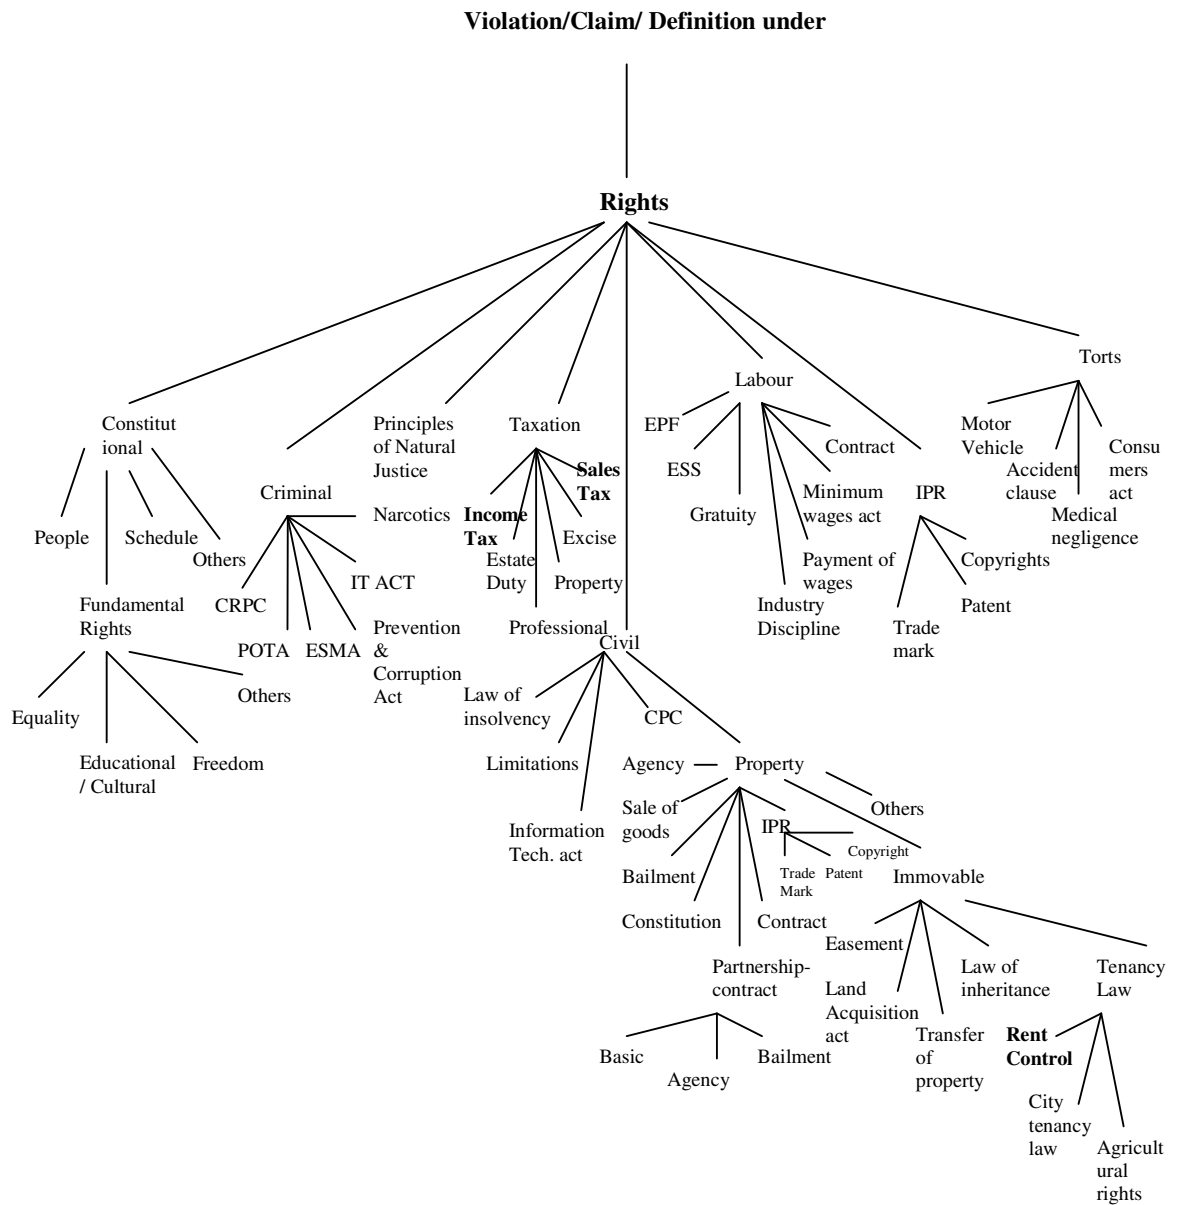 Violation/Claim/ Definition under
Rights
Torts
Labour
Constitut
ional
Principles
of Natural
Justice
Taxation
EPF
Contract
Motor
Vehicle
Accident
clause
Consu
mers
act
ESS
Sales
Tax
Criminal
Minimum
wages act
IPR
Narcotics
Income
Tax
Gratuity
Medical
negligence
People
Schedule
Others
Excise
Estate
Duty
Payment of
wages
Copyrights
IT ACT
Property
Fundamental
Rights
CRPC
Industry
Discipline
Patent
Prevention
&
Corruption
Act
Professional
Trade
mark
POTA
ESMA
Civil
Others
Law of
insolvency
Equality
CPC
Educational
/ Cultural
Freedom
Limitations
Agency
Property
Sale of
goods
Others
Information
Tech. act
IPR
Copyright
Bailment
Trade
Mark
Patent
Immovable
Constitution
Contract
Easement
Partnership-
contract
Law of
inheritance
Tenancy
Law
Land
Acquisition
act
Transfer
of
property
Rent
Control
Basic
Bailment
Agency
City
tenancy
law
Agricult
ural
rights